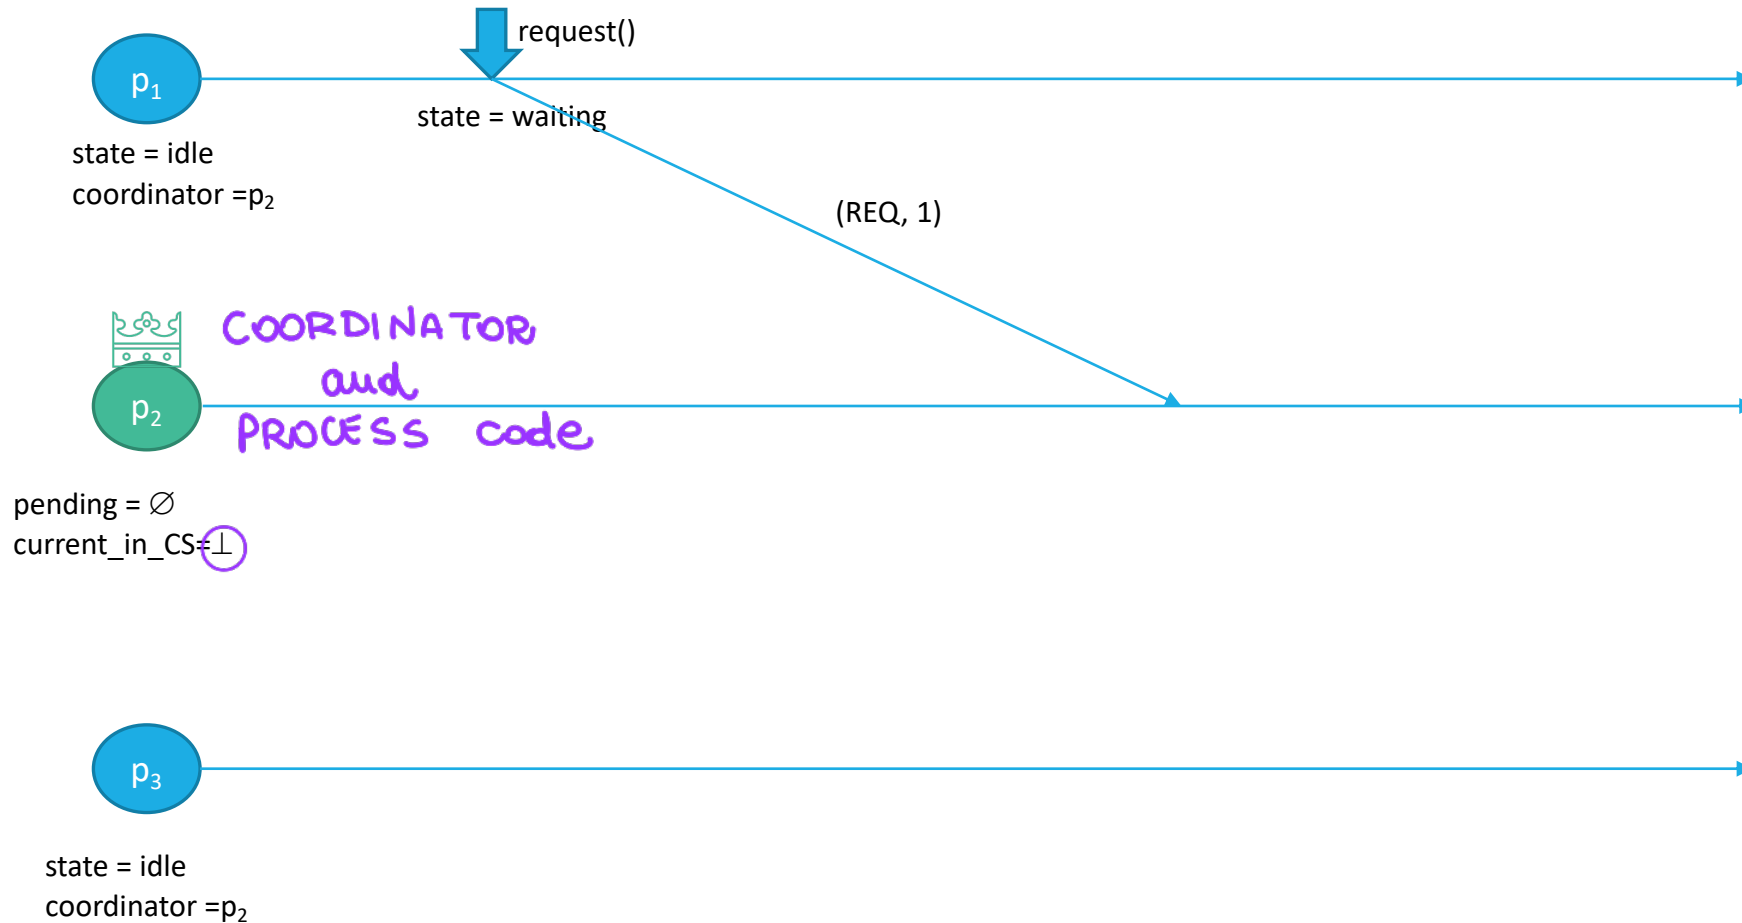 request()
p₁
state = waiting
state = idle
coordinator =p₂
(REQ, 1)
COORDINATOR
and
PROCESS code
p₂
pending = ∅
current_in_CS=⊥
p₃
state = idle
coordinator =p₂